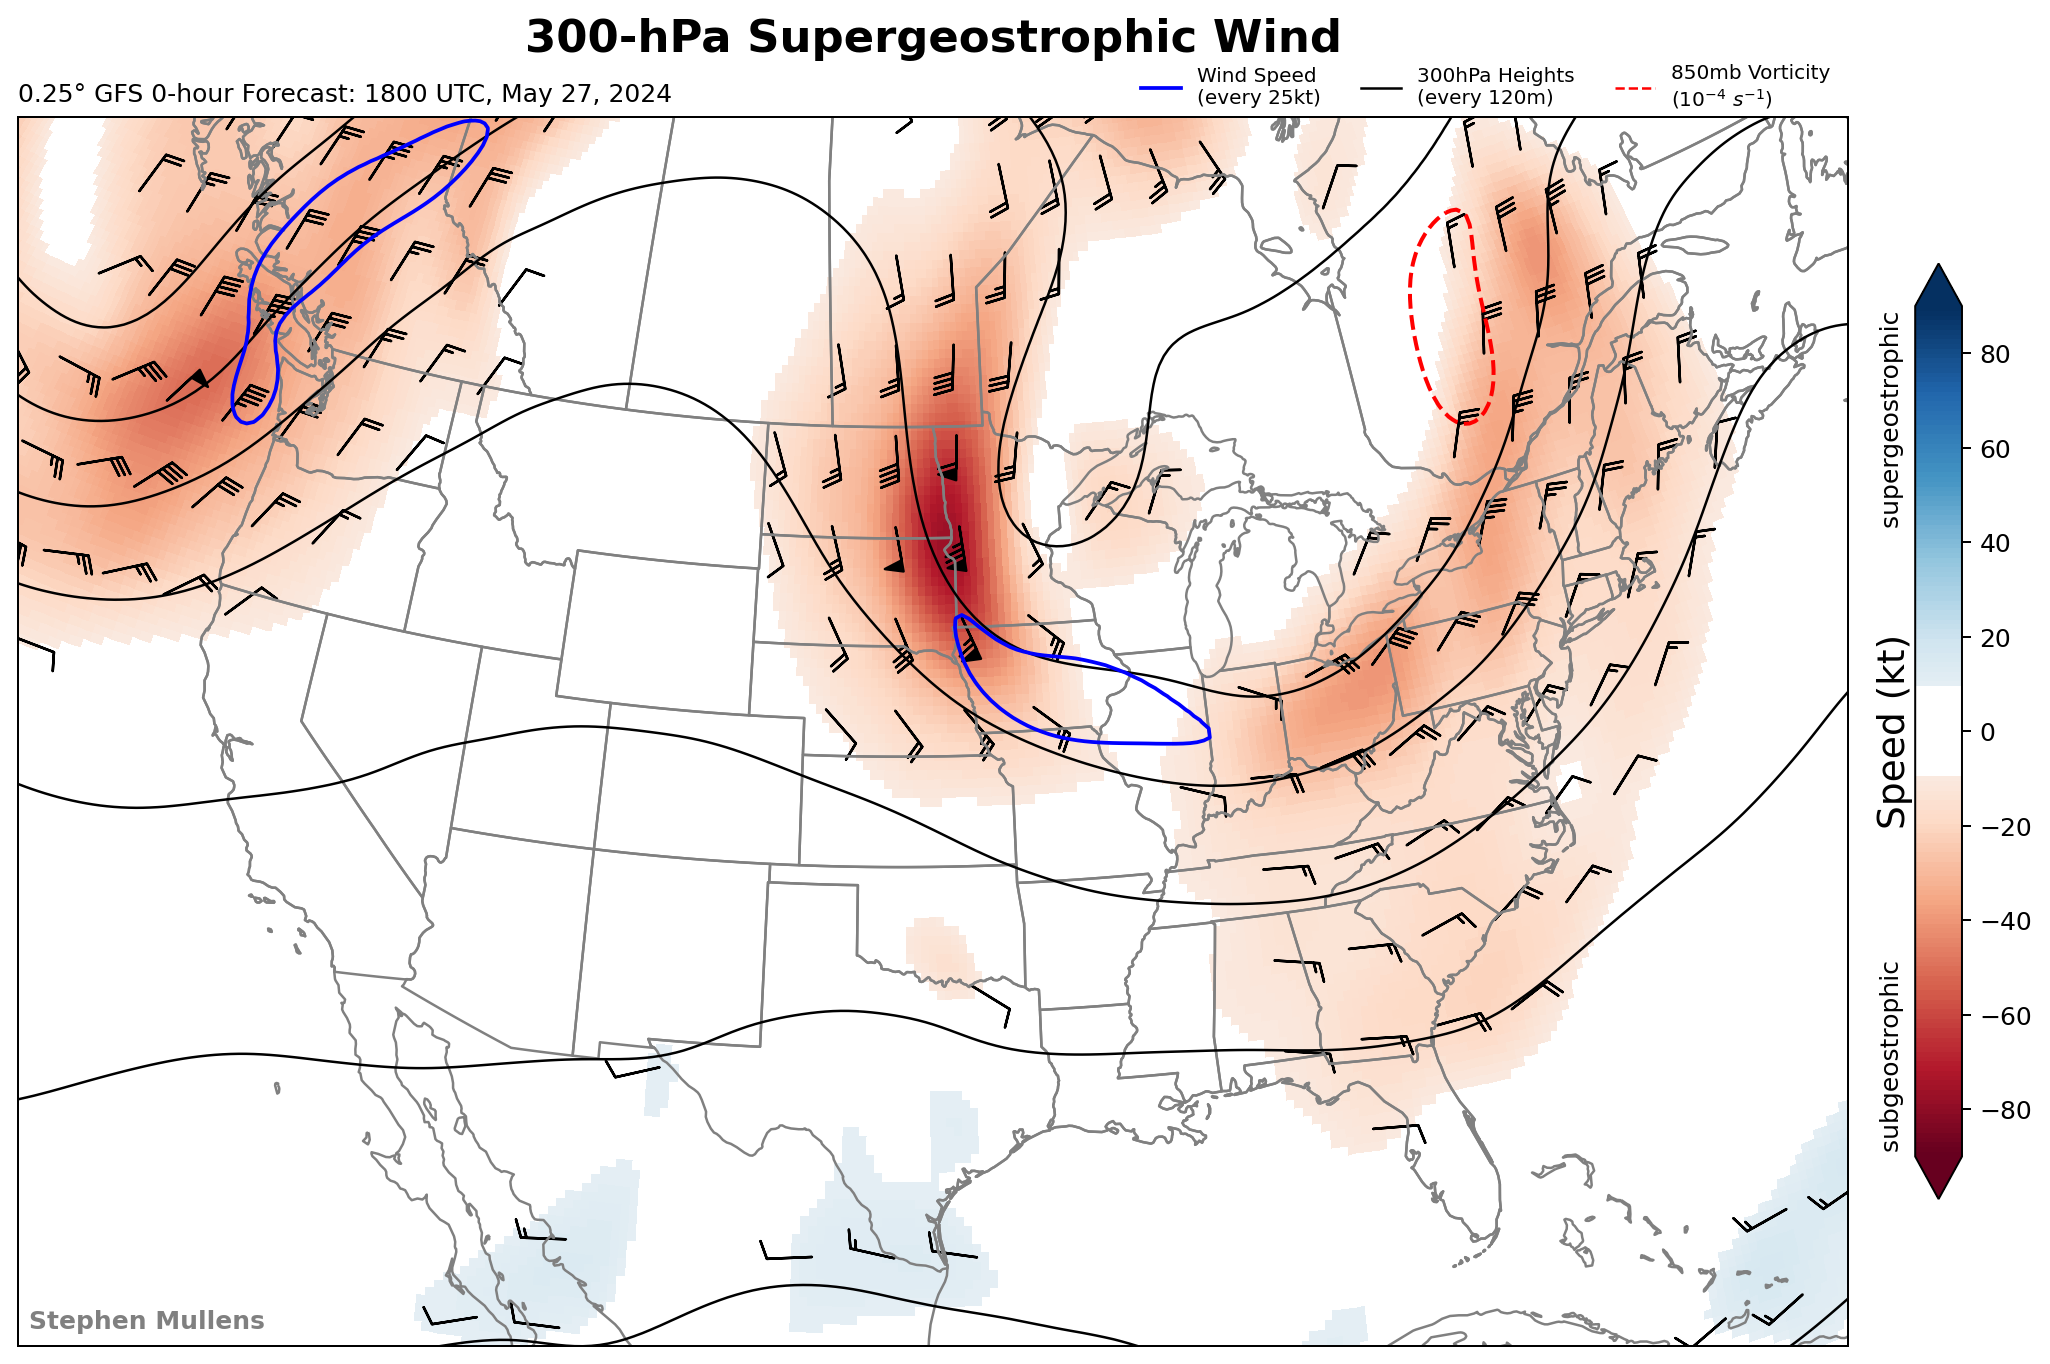 300-hPa Supergeostrophic Wind
0.25° GFS 0-hour Forecast: 1800 UTC, May 27, 2024
Wind Speed
(every 25kt)
300hPa Heights
(every 120m)
850mb Vorticity
(10⁻⁴ s⁻¹)
supergeostrophic
Speed (kt)
subgeostrophic
80
60
40
20
0
−20
−40
−60
−80
Stephen Mullens